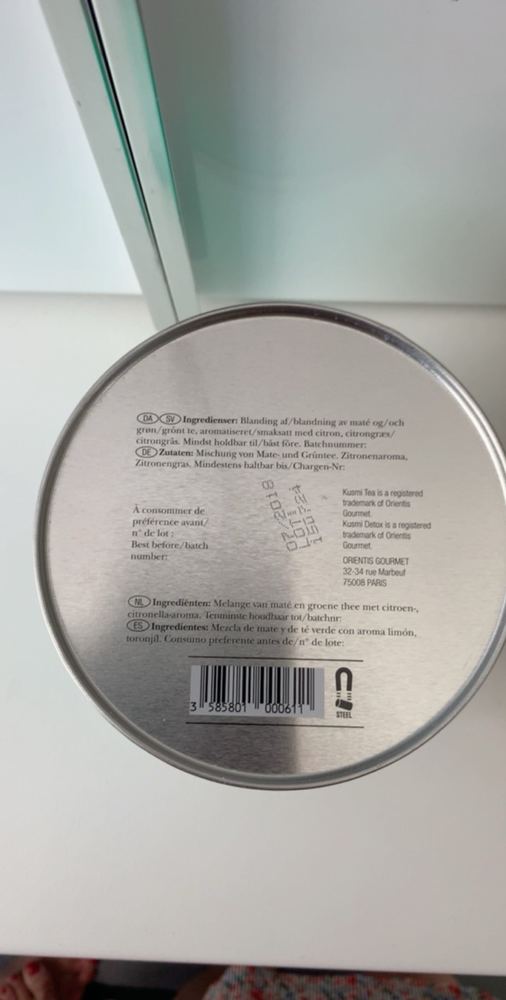 DA SV Ingredienser: Blanding af/blandning av maté og/och
grøn/grönt te, aromatiseret/smaksatt med citron, citrongræs/
citrongräs. Mindst holdbar til/bäst före. Batchnummer:
DE Zutaten: Mischung von Mate- und Grüntee. Zitronenaroma,
Zitronengras. Mindestens haltbar bis/Chargen-Nr:
À consommer de
préférence avant/
n° de lot :
Best before/batch
number:
02 2018
Kusmi Tea is a registered
trademark of Orientis
Gourmet.
Kusmi Detox is a registered
trademark of Orientis
Gourmet.
ORIENTIS GOURMET
32-34 rue Marbeuf
75008 PARIS
NL Ingrediënten: Melange van maté en groene thee met citroen-,
citronella-aroma. Tenminste houdbaar tot/batchnr:
ES Ingredientes: Mezcla de mate y de té verde con aroma limón,
toronjil. Consumo preferente antes de/n° de lote:
3 585801 000611
STEEL